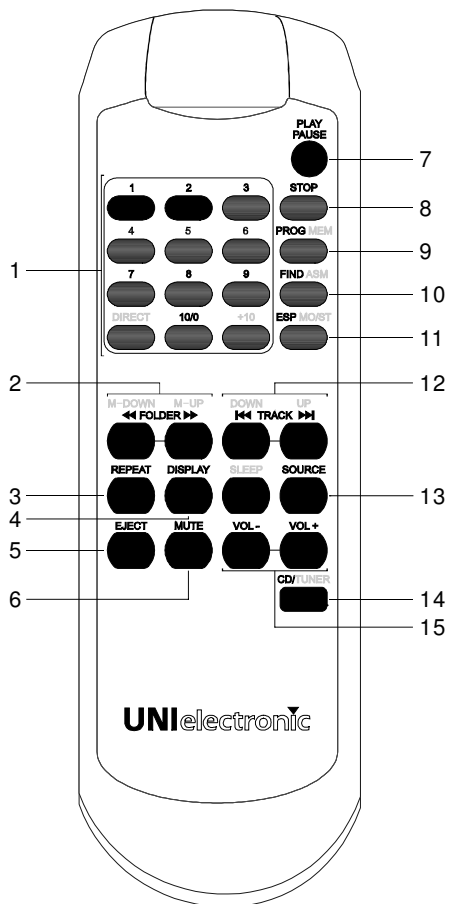 PLAY
PAUSE
7
1 2 3 STOP
8
4 5 6 PROG MEM
9
1
7 8 9 FIND ASM
10
DIRECT 10/0 +10 ESP MO/ST
11
2 12
M-DOWN M-UP DOWN UP
◀◀ FOLDER ▶▶ |◀◀ TRACK ▶▶|
REPEAT DISPLAY SLEEP SOURCE
3 13
4
EJECT MUTE VOL - VOL +
5
6
CD/TUNER
14
15
UNI electronic